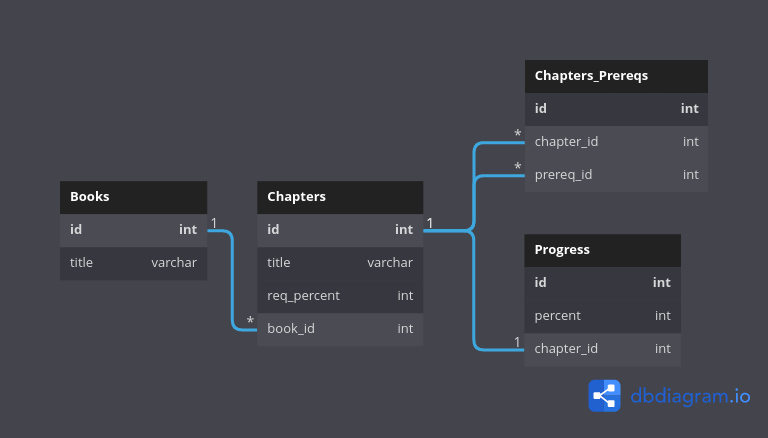 Books
id int
title varchar
1
*
Chapters
id int
title varchar
req_percent int
book_id int
1
*
*
1
Chapters_Prereqs
id int
chapter_id int
prereq_id int
Progress
id int
percent int
chapter_id int
dbdiagram.io